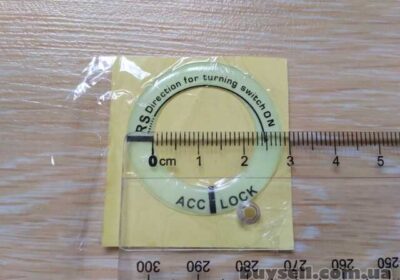 RS Direction for turning switch ON
0 cm 1 2 3 4 5
ACC LOCK
300 290 280 270 260 250
buysell.com.ua